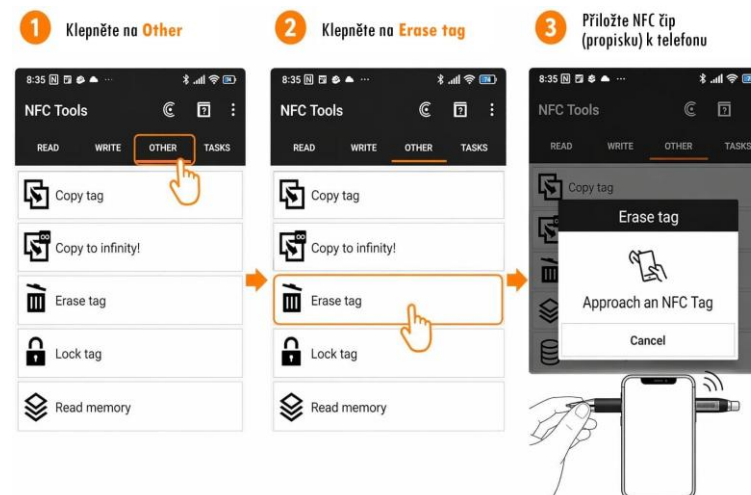 1 Klepněte na Other
8:35
NFC Tools
READ WRITE OTHER TASKS
Copy tag
Copy to infinity!
Erase tag
Lock tag
Read memory
2 Klepněte na Erase tag
8:35
NFC Tools
READ WRITE OTHER TASKS
Copy tag
Copy to infinity!
Erase tag
Lock tag
Read memory
3 Přiložte NFC čip
(propisku) k telefonu
8:35
NFC Tools
READ WRITE OTHER TASKS
Copy tag
Erase tag
Approach an NFC Tag
Cancel